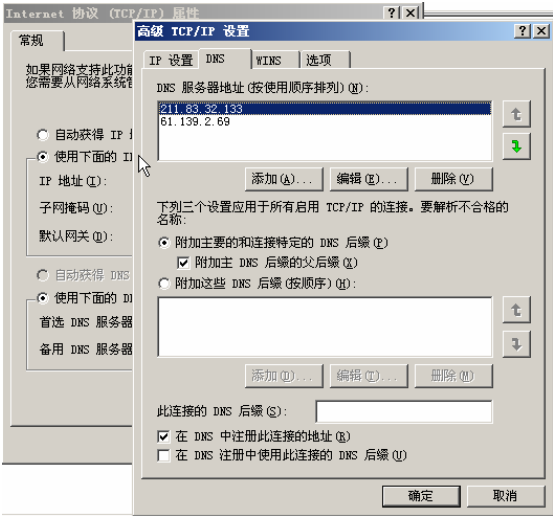 Internet 协议 (TCP/IP) 属性
常规
如果网络支持此功能
您需要从网络系统管
自动获得 IP 地
使用下面的 IP
IP 地址(I):
子网掩码(U):
默认网关(D):
自动获得 DNS
使用下面的 DN
首选 DNS 服务器
备用 DNS 服务器
高级 TCP/IP 设置
IP 设置 DNS WINS 选项
DNS 服务器地址(按使用顺序排列)(N):
211.83.32.133
61.139.2.69
添加(A)... 编辑(E)... 删除(V)
下列三个设置应用于所有启用 TCP/IP 的连接。要解析不合格的
名称:
附加主要的和连接特定的 DNS 后缀(P)
附加主 DNS 后缀的父后缀(X)
附加这些 DNS 后缀(按顺序)(H):
添加(D)... 编辑(T)... 删除(M)
此连接的 DNS 后缀(S):
在 DNS 中注册此连接的地址(R)
在 DNS 注册中使用此连接的 DNS 后缀(U)
确定 取消